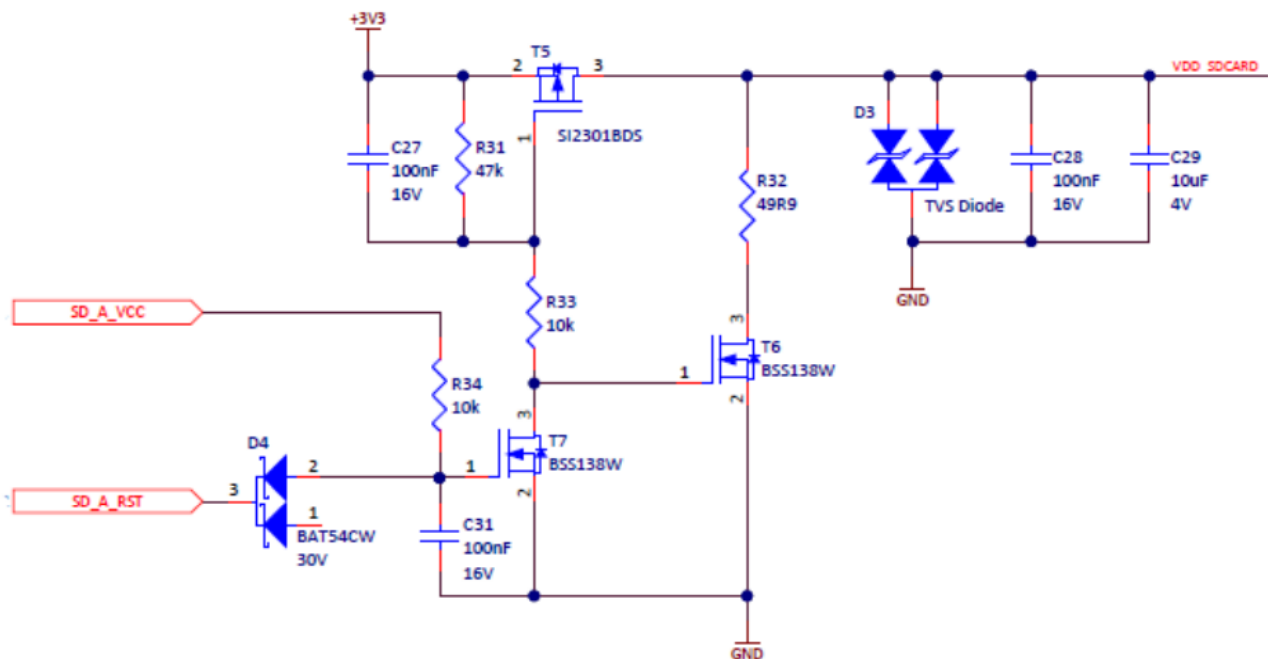 +3V3
T5
2
3
VDD_SDCARD
1
SI2301BDS
C27
100nF
16V
R31
47k
D3
TVS Diode
C28
100nF
16V
C29
10uF
4V
R32
49R9
GND
SD_A_VCC
R33
10k
R34
10k
3
1
T6
BSS138W
2
D4
3
T7
BSS138W
2
1
SD_A_RST
3
2
1
BAT54CW
30V
C31
100nF
16V
GND